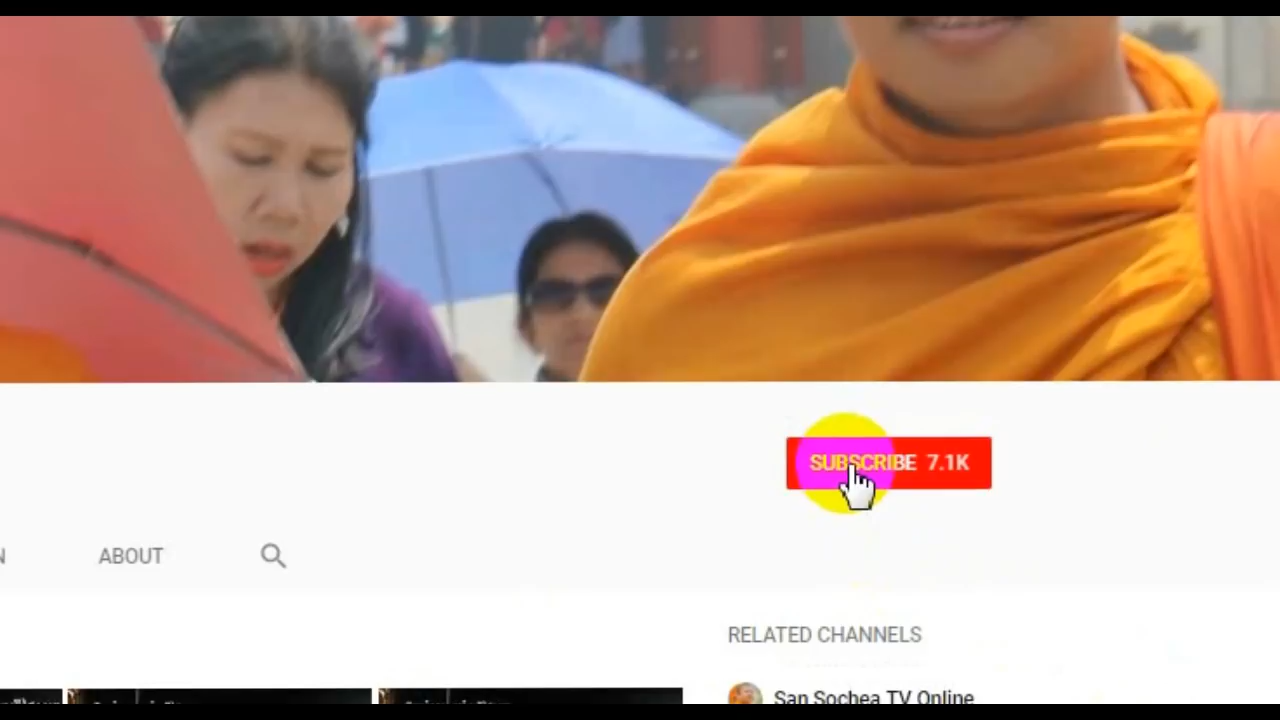 SUBSCRIBE 7.1K
ABOUT
RELATED CHANNELS
San Sochea TV Online